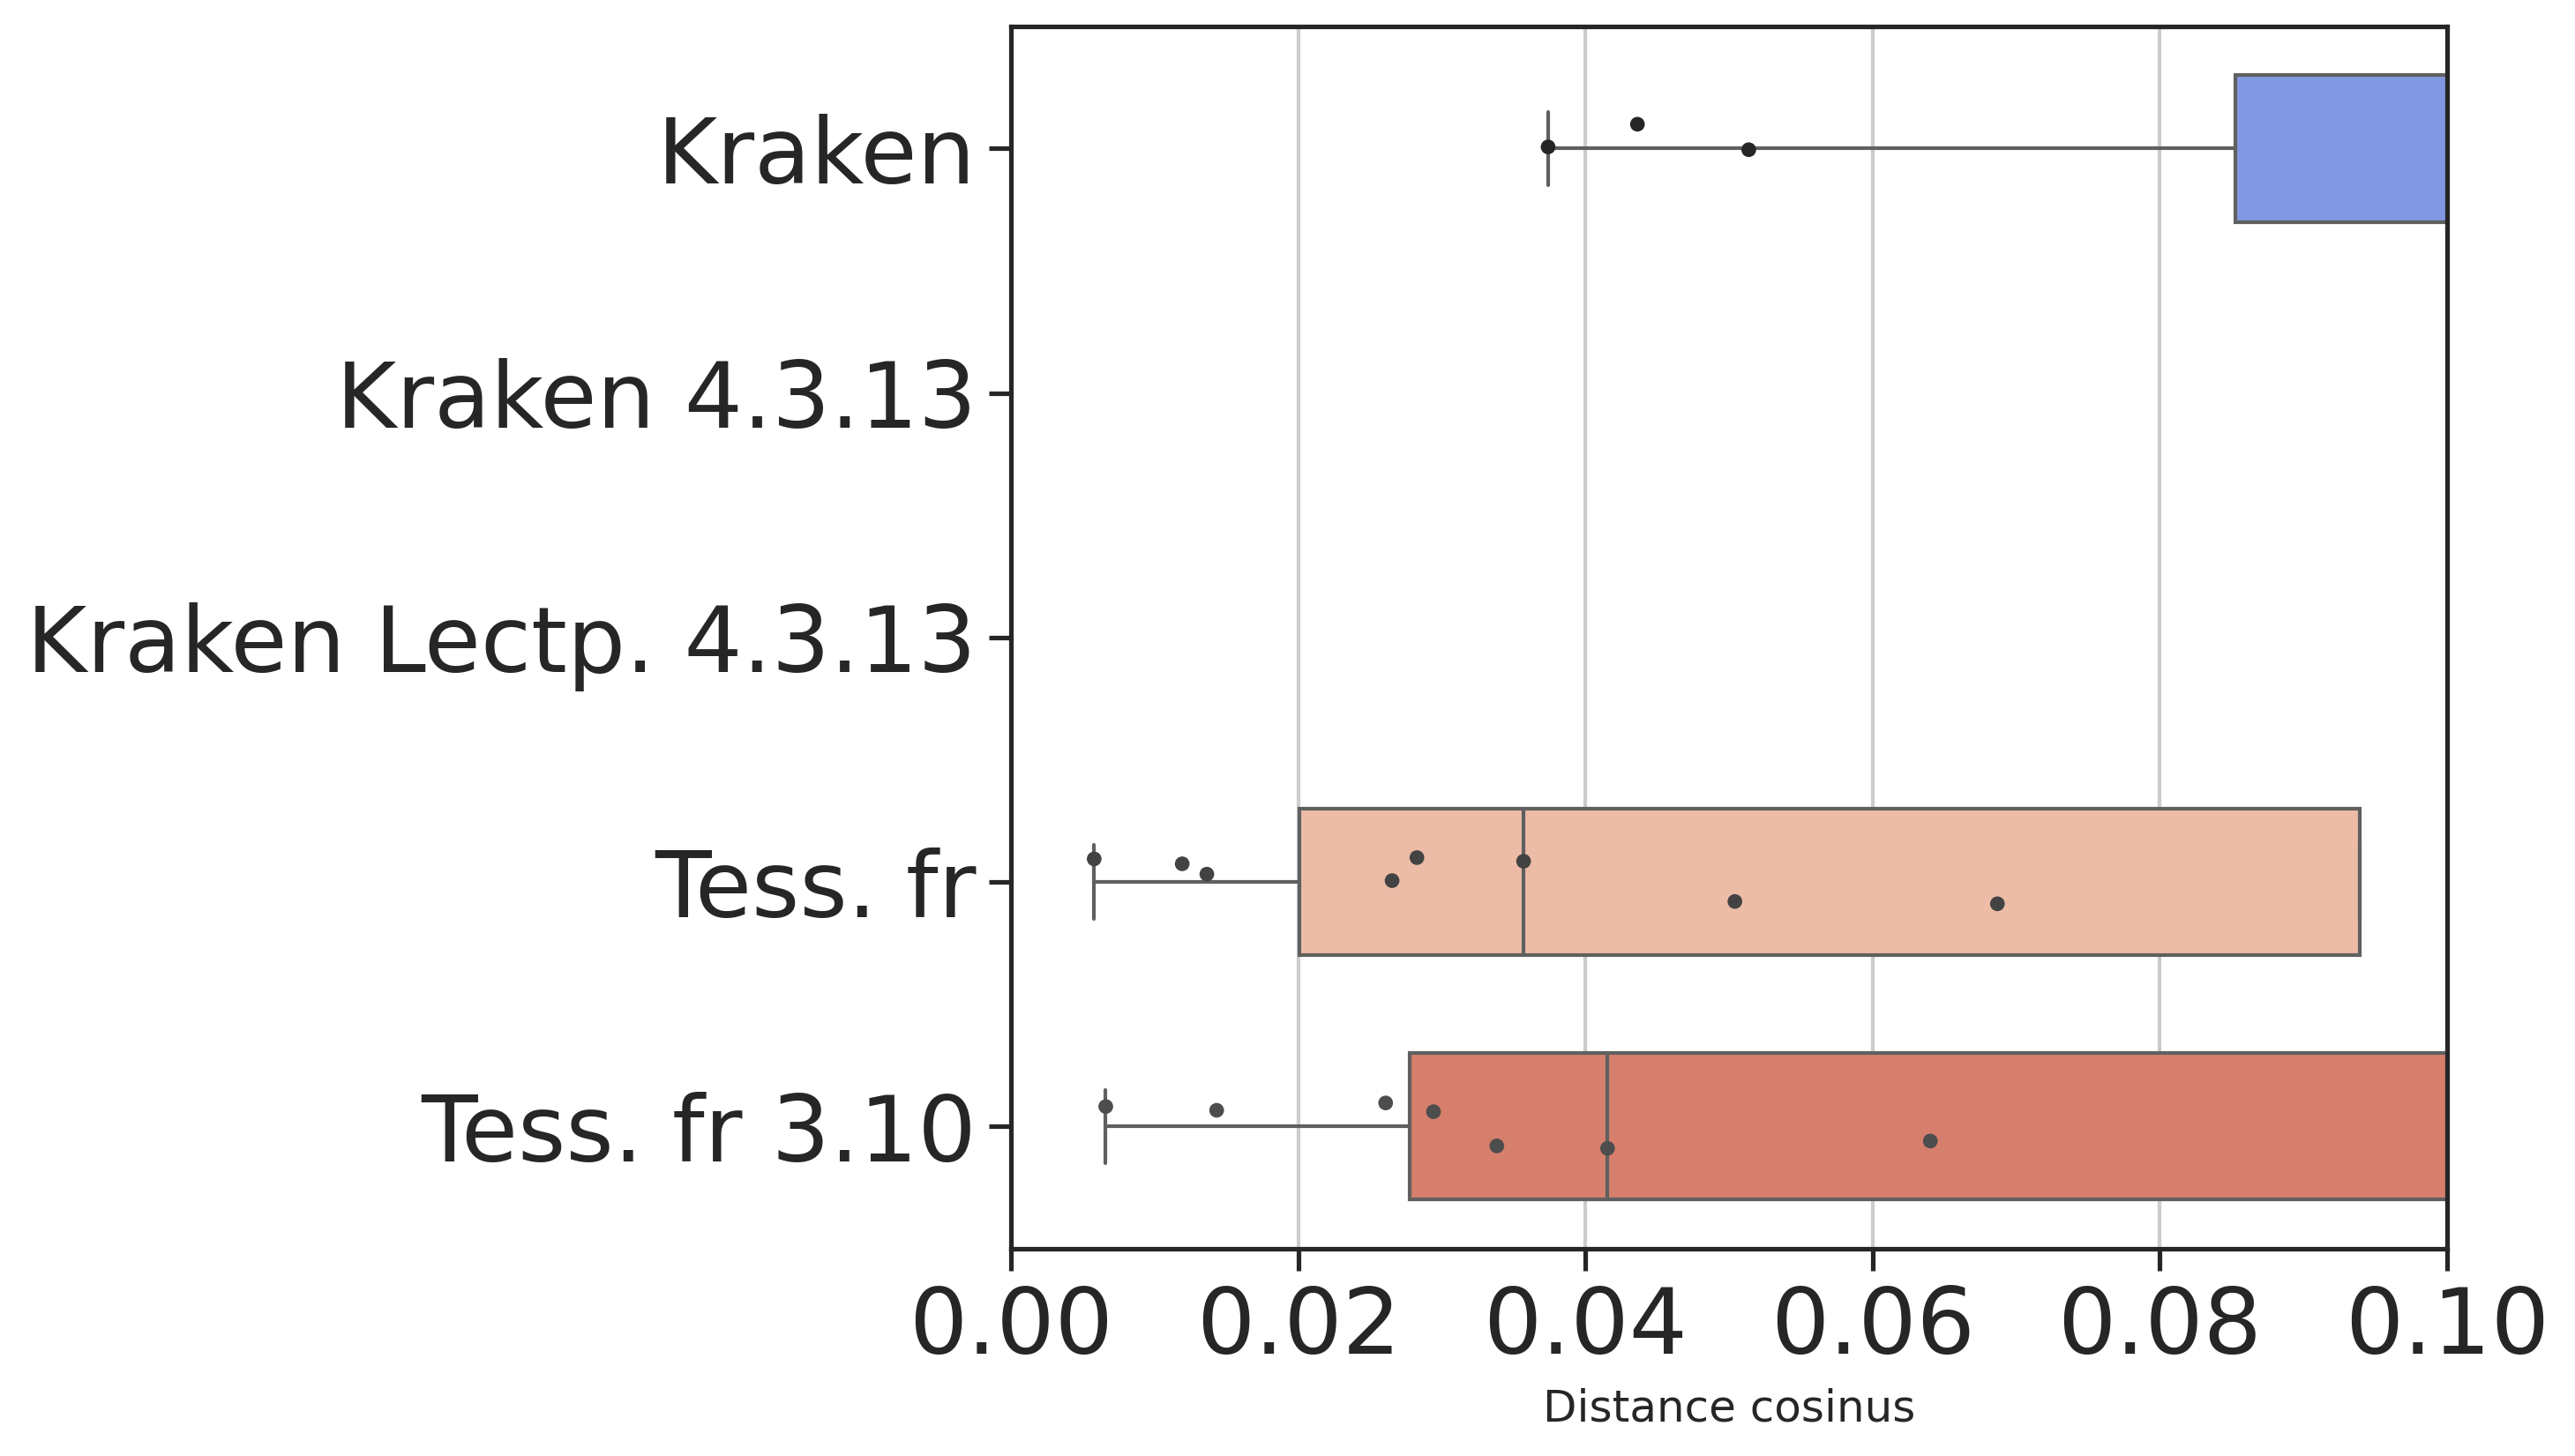 Kraken
Kraken 4.3.13
Kraken Lectp. 4.3.13
Tess. fr
Tess. fr 3.10
0.00 0.02 0.04 0.06 0.08 0.10
Distance cosinus